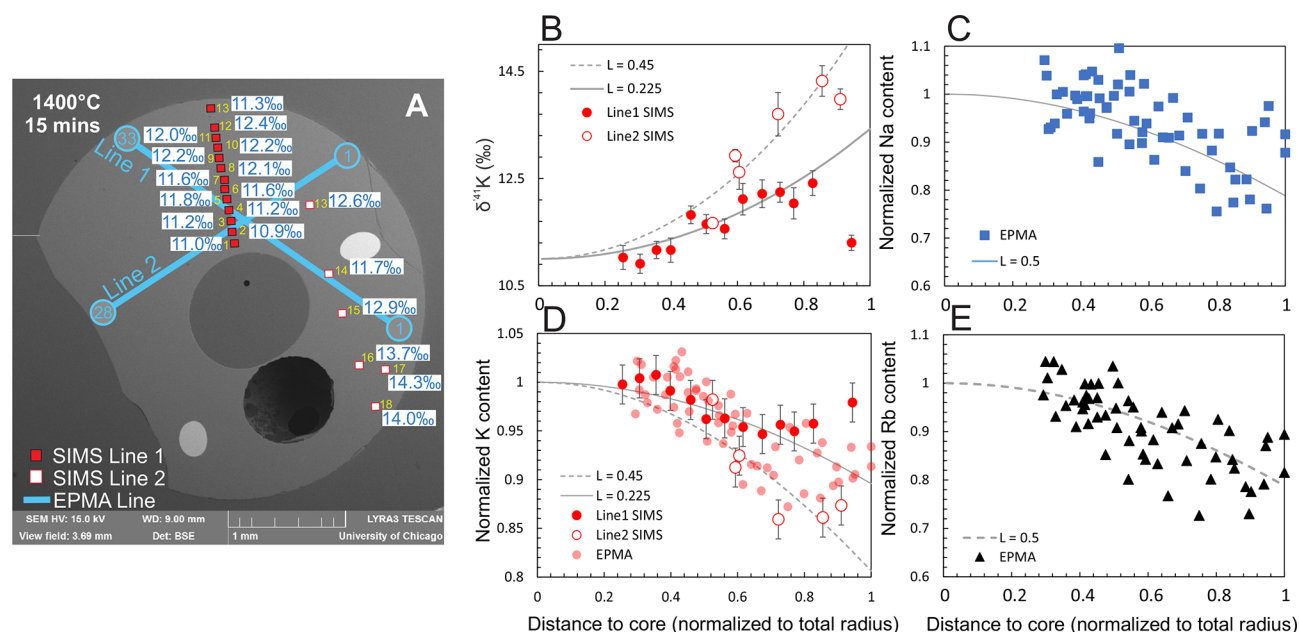 A
1400°C
15 mins
13 11.3‰
12 12.4‰
33 12.0‰ 11
10 12.2‰
Line 1
12.2‰ 9
8 12.1‰
1
11.6‰ 7
6 11.6‰
11.8‰ 5
4 11.2‰
13 12.6‰
11.2‰ 3
2 10.9‰
11.0‰ 1
14 11.7‰
Line 2
28
15 12.9‰
1
16 13.7‰
17
14.3‰
18
14.0‰
SIMS Line 1
SIMS Line 2
EPMA Line
SEM HV: 15.0 kV WD: 9.00 mm LYRA3 TESCAN
View field: 3.69 mm Det: BSE 1 mm University of Chicago
B
δ⁴¹K (‰)
14.5
12.5
10.5
L = 0.45
L = 0.225
Line1 SIMS
Line2 SIMS
0 0.2 0.4 0.6 0.8 1
C
Normalized Na content
1.1
1
0.9
0.8
0.7
0.6
EPMA
L = 0.5
0 0.2 0.4 0.6 0.8 1
D
Normalized K content
1.05
1
0.95
0.9
0.85
0.8
L = 0.45
L = 0.225
Line1 SIMS
Line2 SIMS
EPMA
0 0.2 0.4 0.6 0.8 1
Distance to core (normalized to total radius)
E
Normalized Rb content
1.1
1
0.9
0.8
0.7
0.6
L = 0.5
EPMA
0 0.2 0.4 0.6 0.8 1
Distance to core (normalized to total radius)